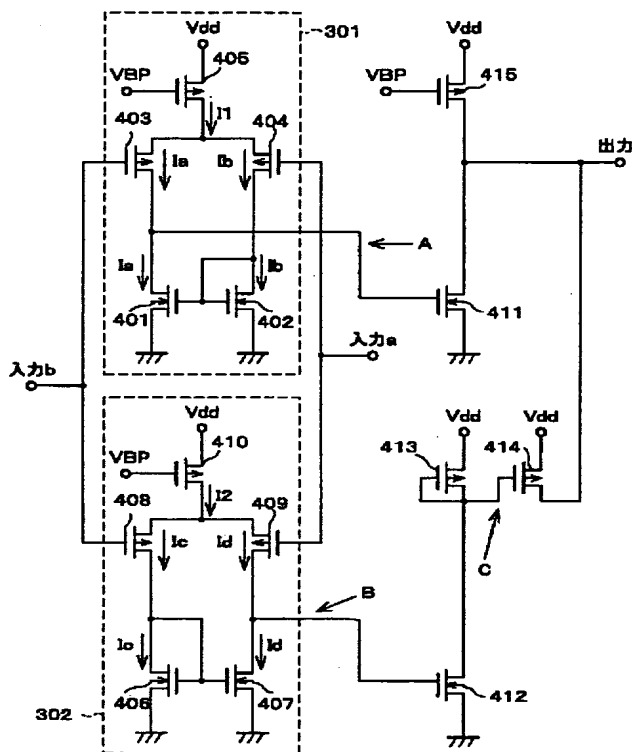 301
Vdd
Vdd
405
VBP
VBP
415
403
I1
404
出力
Ia
Ib
A
Ia
Ib
401
402
411
入力b
入力a
Vdd
Vdd
Vdd
410
413
414
VBP
408
I2
409
Ic
Id
C
B
Ic
Id
406
407
412
302